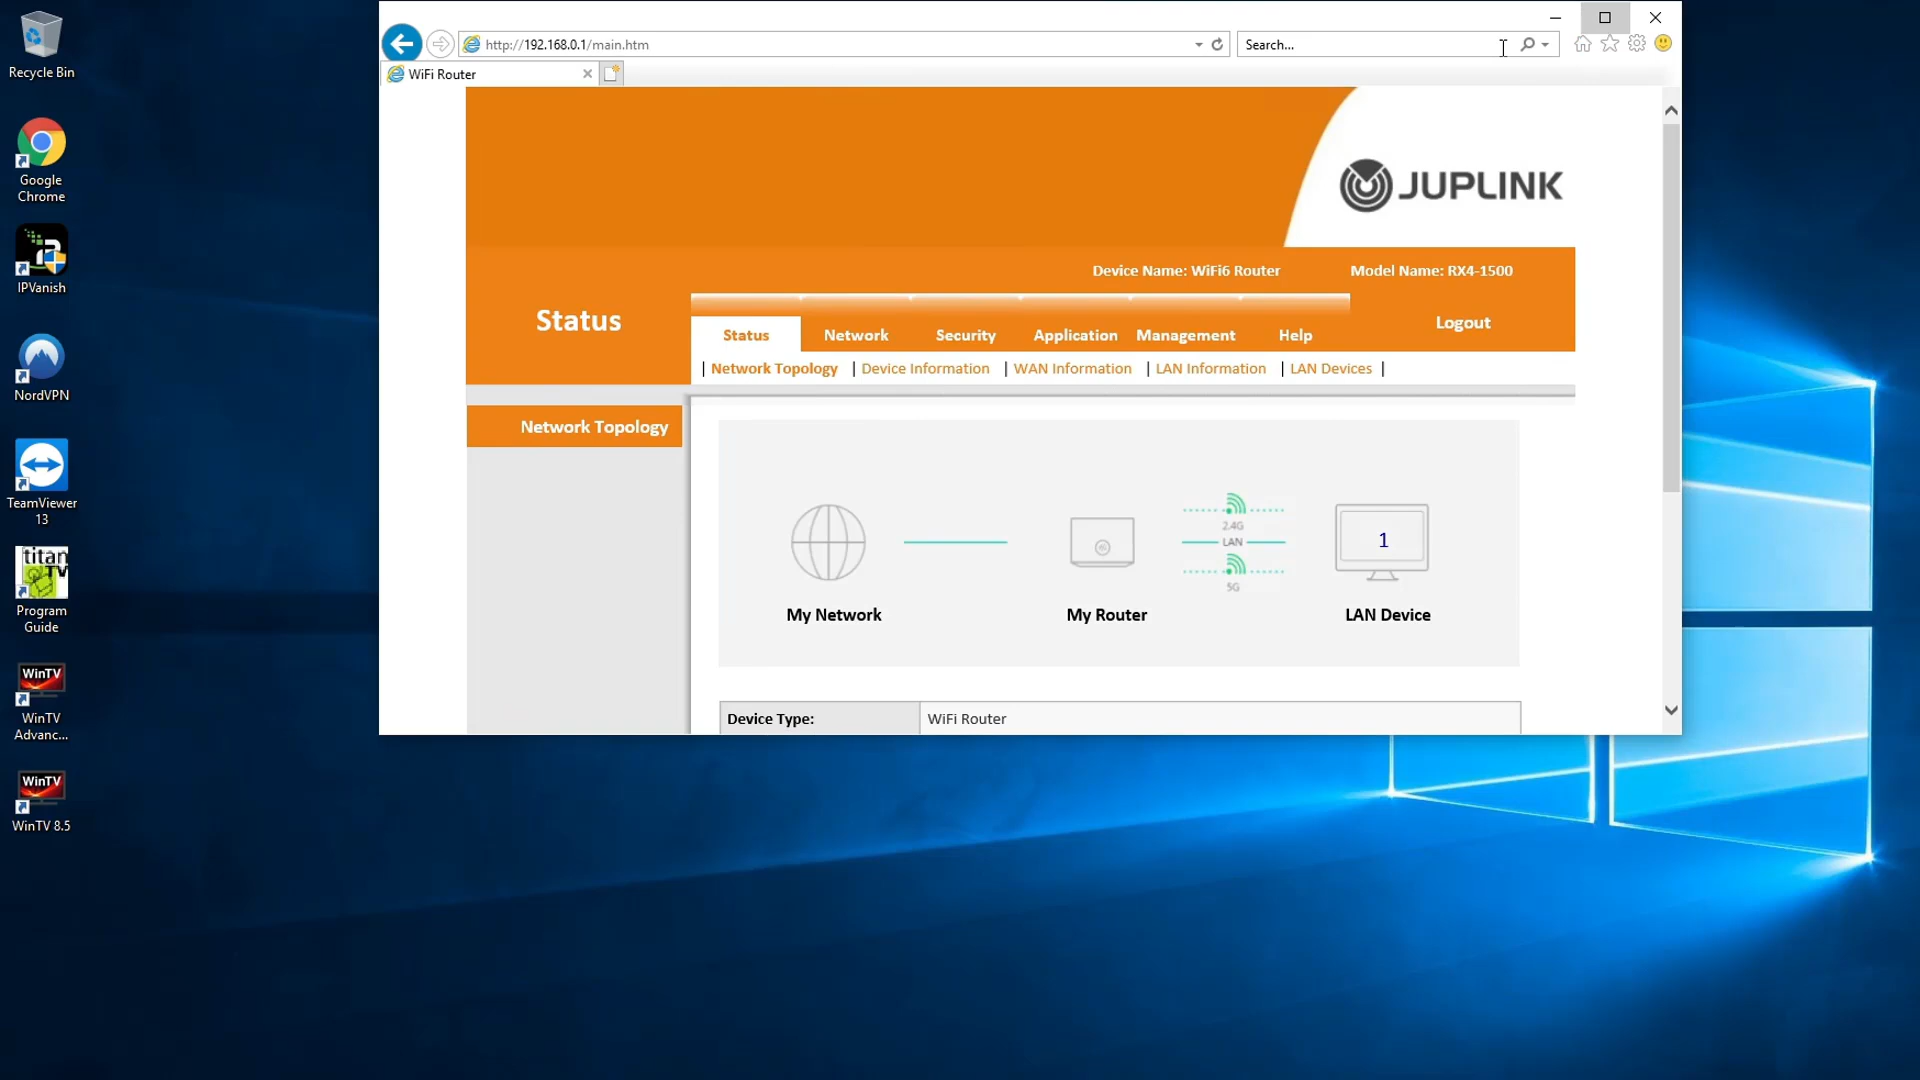 Recycle Bin
Google
Chrome
IPVanish
NordVPN
TeamViewer
13
titan
TV
Program
Guide
WinTV
WinTV
Advanc...
WinTV
WinTV 8.5
http://192.168.0.1/main.htm
Search...
WiFi Router
JUPLINK
Device Name: WiFi6 Router
Model Name: RX4-1500
Status
Status
Network
Security
Application
Management
Help
Logout
| Network Topology | Device Information | WAN Information | LAN Information | LAN Devices |
Network Topology
2.4G
LAN
5G
1
My Network
My Router
LAN Device
Device Type:
WiFi Router